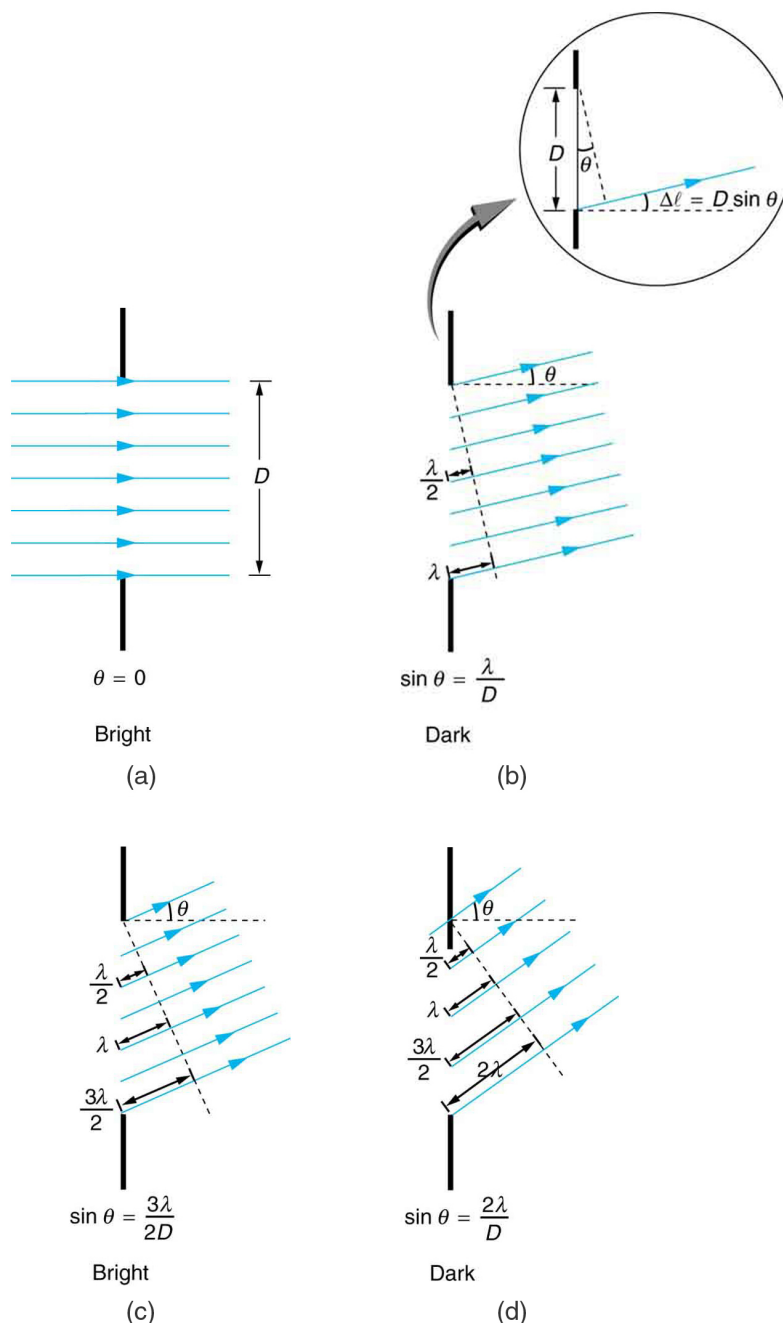 D
θ
Δℓ = D sin θ
D
θ
λ/2
λ
θ = 0
sin θ = λ/D
Bright
Dark
(a)
(b)
θ
λ/2
λ
3λ/2
θ
λ/2
λ
3λ/2
2λ
sin θ = 3λ/2D
sin θ = 2λ/D
Bright
Dark
(c)
(d)